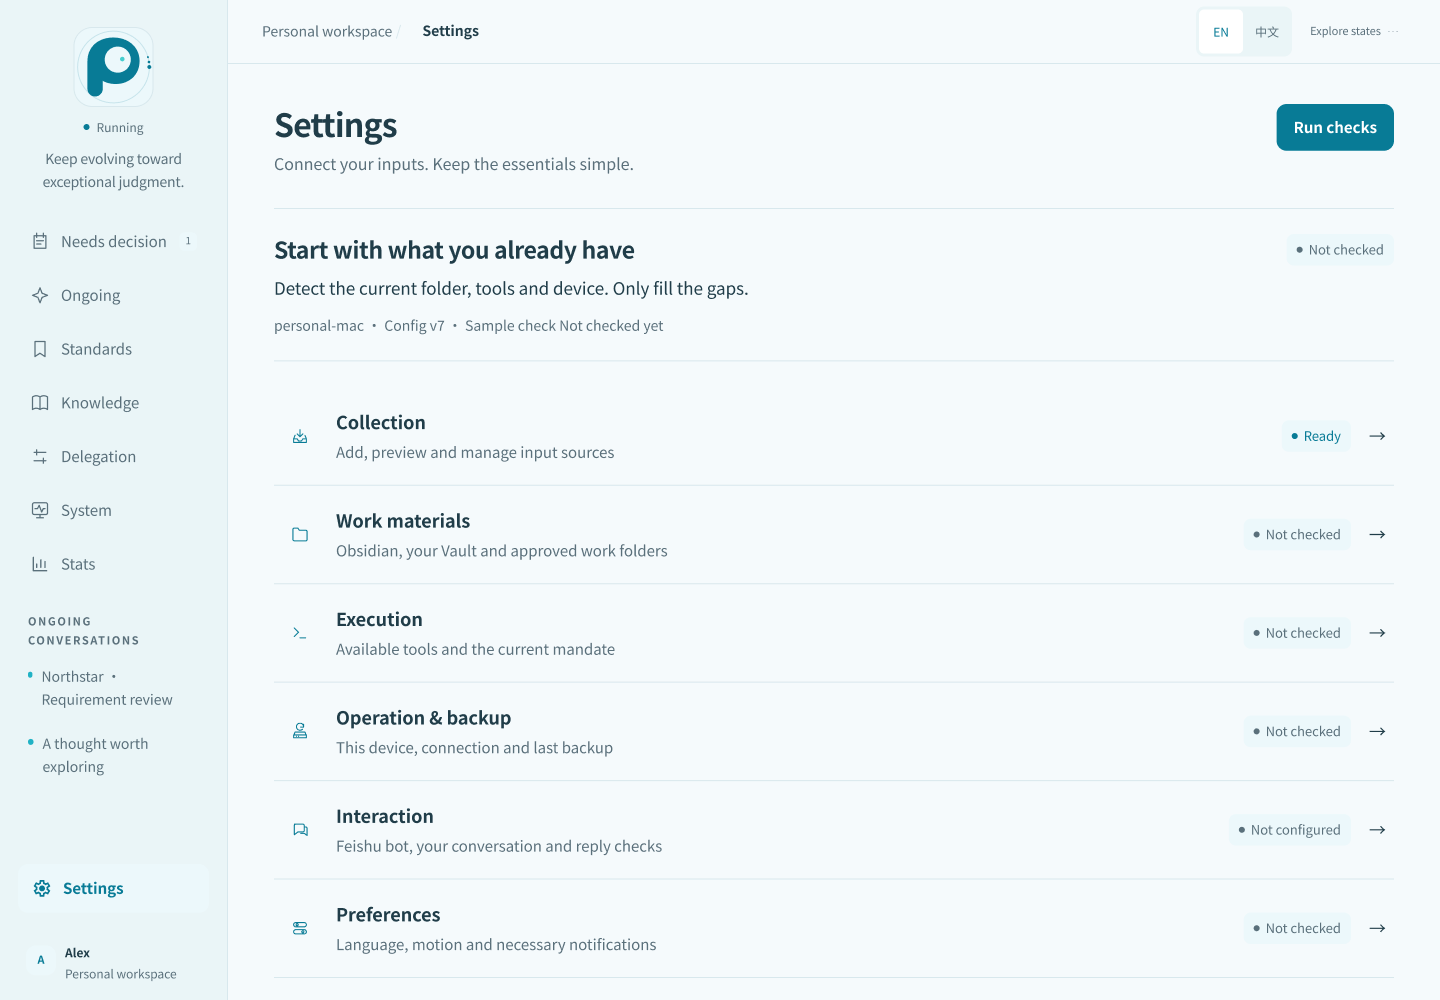 Running
Keep evolving toward
exceptional judgment.
Needs decision 1
Ongoing
Standards
Knowledge
Delegation
System
Stats
ONGOING
CONVERSATIONS
Northstar •
Requirement review
A thought worth
exploring
Settings
A
Alex
Personal workspace
Personal workspace / Settings
EN 中文
Explore states ···
Settings
Run checks
Connect your inputs. Keep the essentials simple.
Start with what you already have
Not checked
Detect the current folder, tools and device. Only fill the gaps.
personal-mac • Config v7 • Sample check Not checked yet
Collection
Add, preview and manage input sources
Ready
Work materials
Obsidian, your Vault and approved work folders
Not checked
Execution
Available tools and the current mandate
Not checked
Operation & backup
This device, connection and last backup
Not checked
Interaction
Feishu bot, your conversation and reply checks
Not configured
Preferences
Language, motion and necessary notifications
Not checked